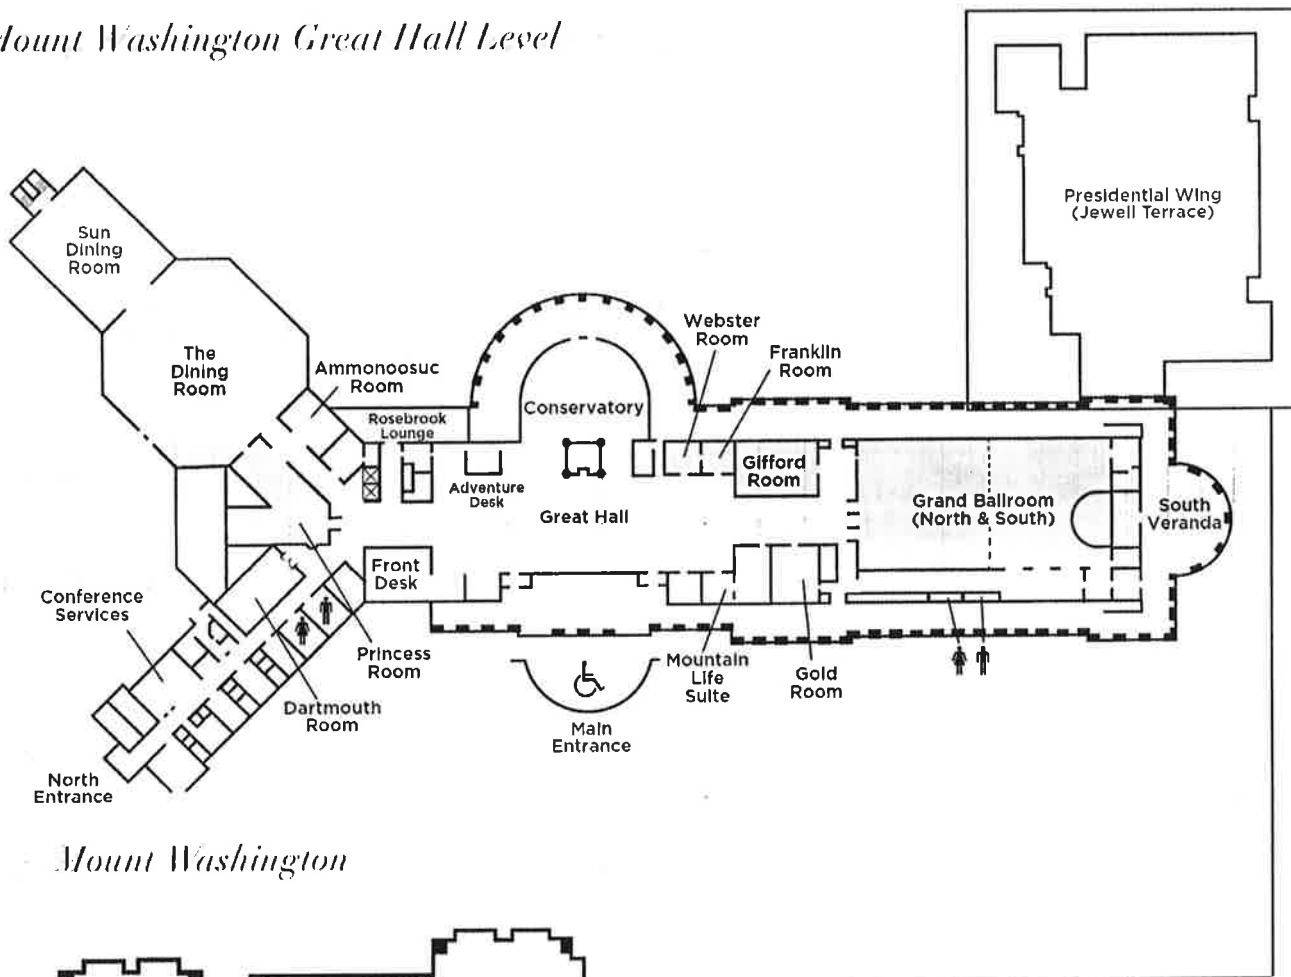 Mount Washington Great Hall Level
Presidential Wing
(Jewell Terrace)
Sun
Dining
Room
Webster
Room
The
Dining
Room
Ammonoosuc
Room
Franklin
Room
Conservatory
Rosebrook
Lounge
Gifford
Room
Adventure
Desk
Great Hall
Grand Ballroom
(North & South)
South
Veranda
Front
Desk
Conference
Services
Princess
Room
Mountain
Life
Suite
Gold
Room
Dartmouth
Room
Main
Entrance
North
Entrance
Mount Washington